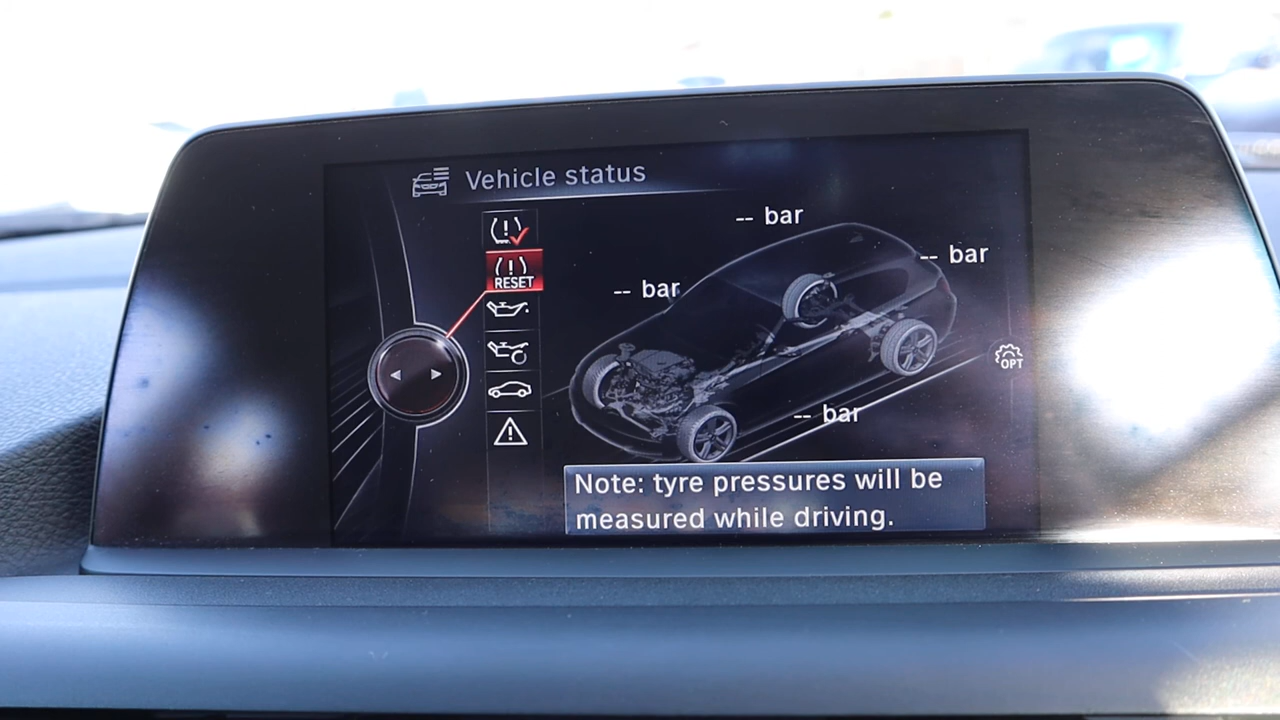 Vehicle status
-- bar
-- bar
-- bar
RESET
OPT
-- bar
Note: tyre pressures will be
measured while driving.